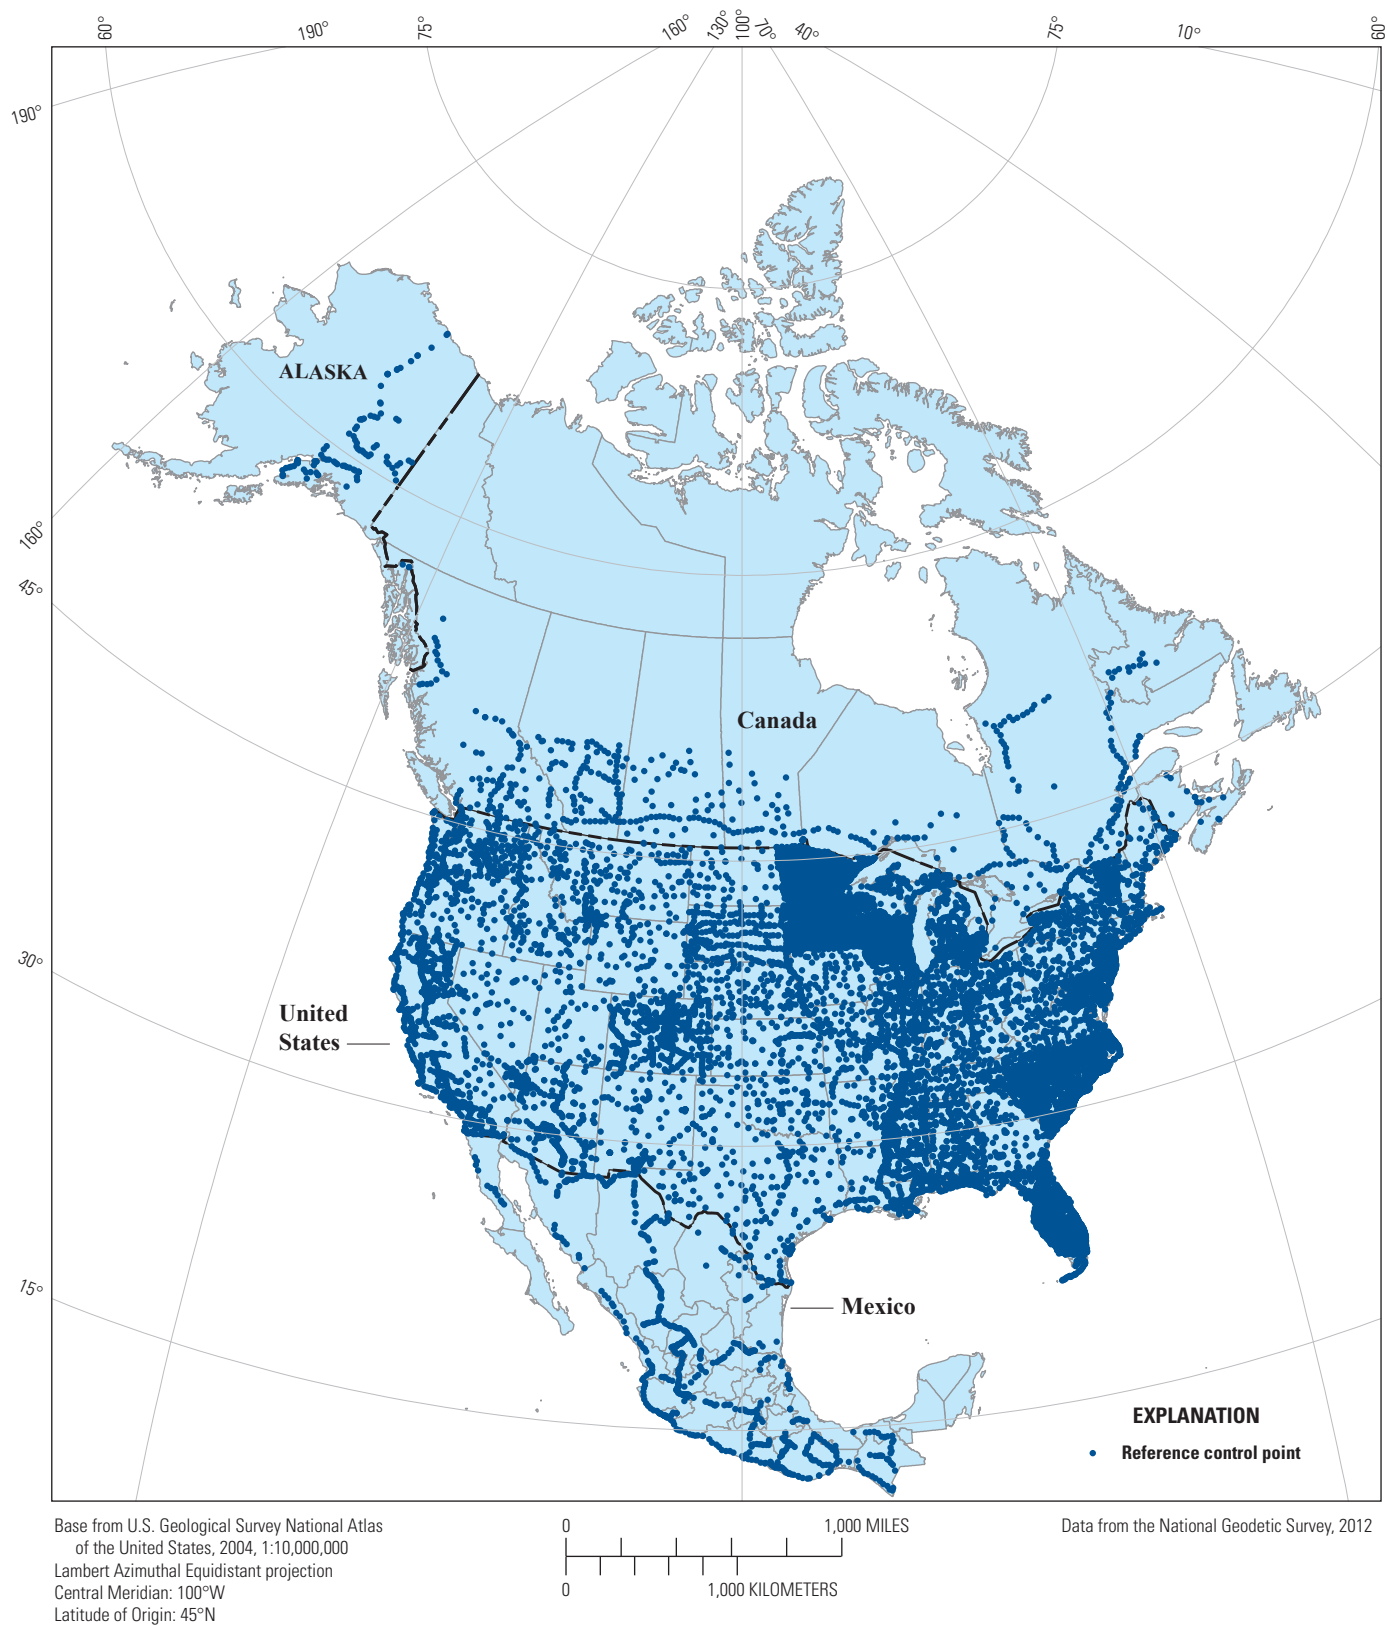 60°
190°
75°
160°
130°
100°
70°
40°
75°
10°
60°
190°
ALASKA
160°
45°
Canada
30°
United
States
75°
Mexico
EXPLANATION
Reference control point
Base from U.S. Geological Survey National Atlas
of the United States, 2004, 1:10,000,000
Lambert Azimuthal Equidistant projection
Central Meridian: 100°W
Latitude of Origin: 45°N
0 1,000 MILES
0 1,000 KILOMETERS
Data from the National Geodetic Survey, 2012